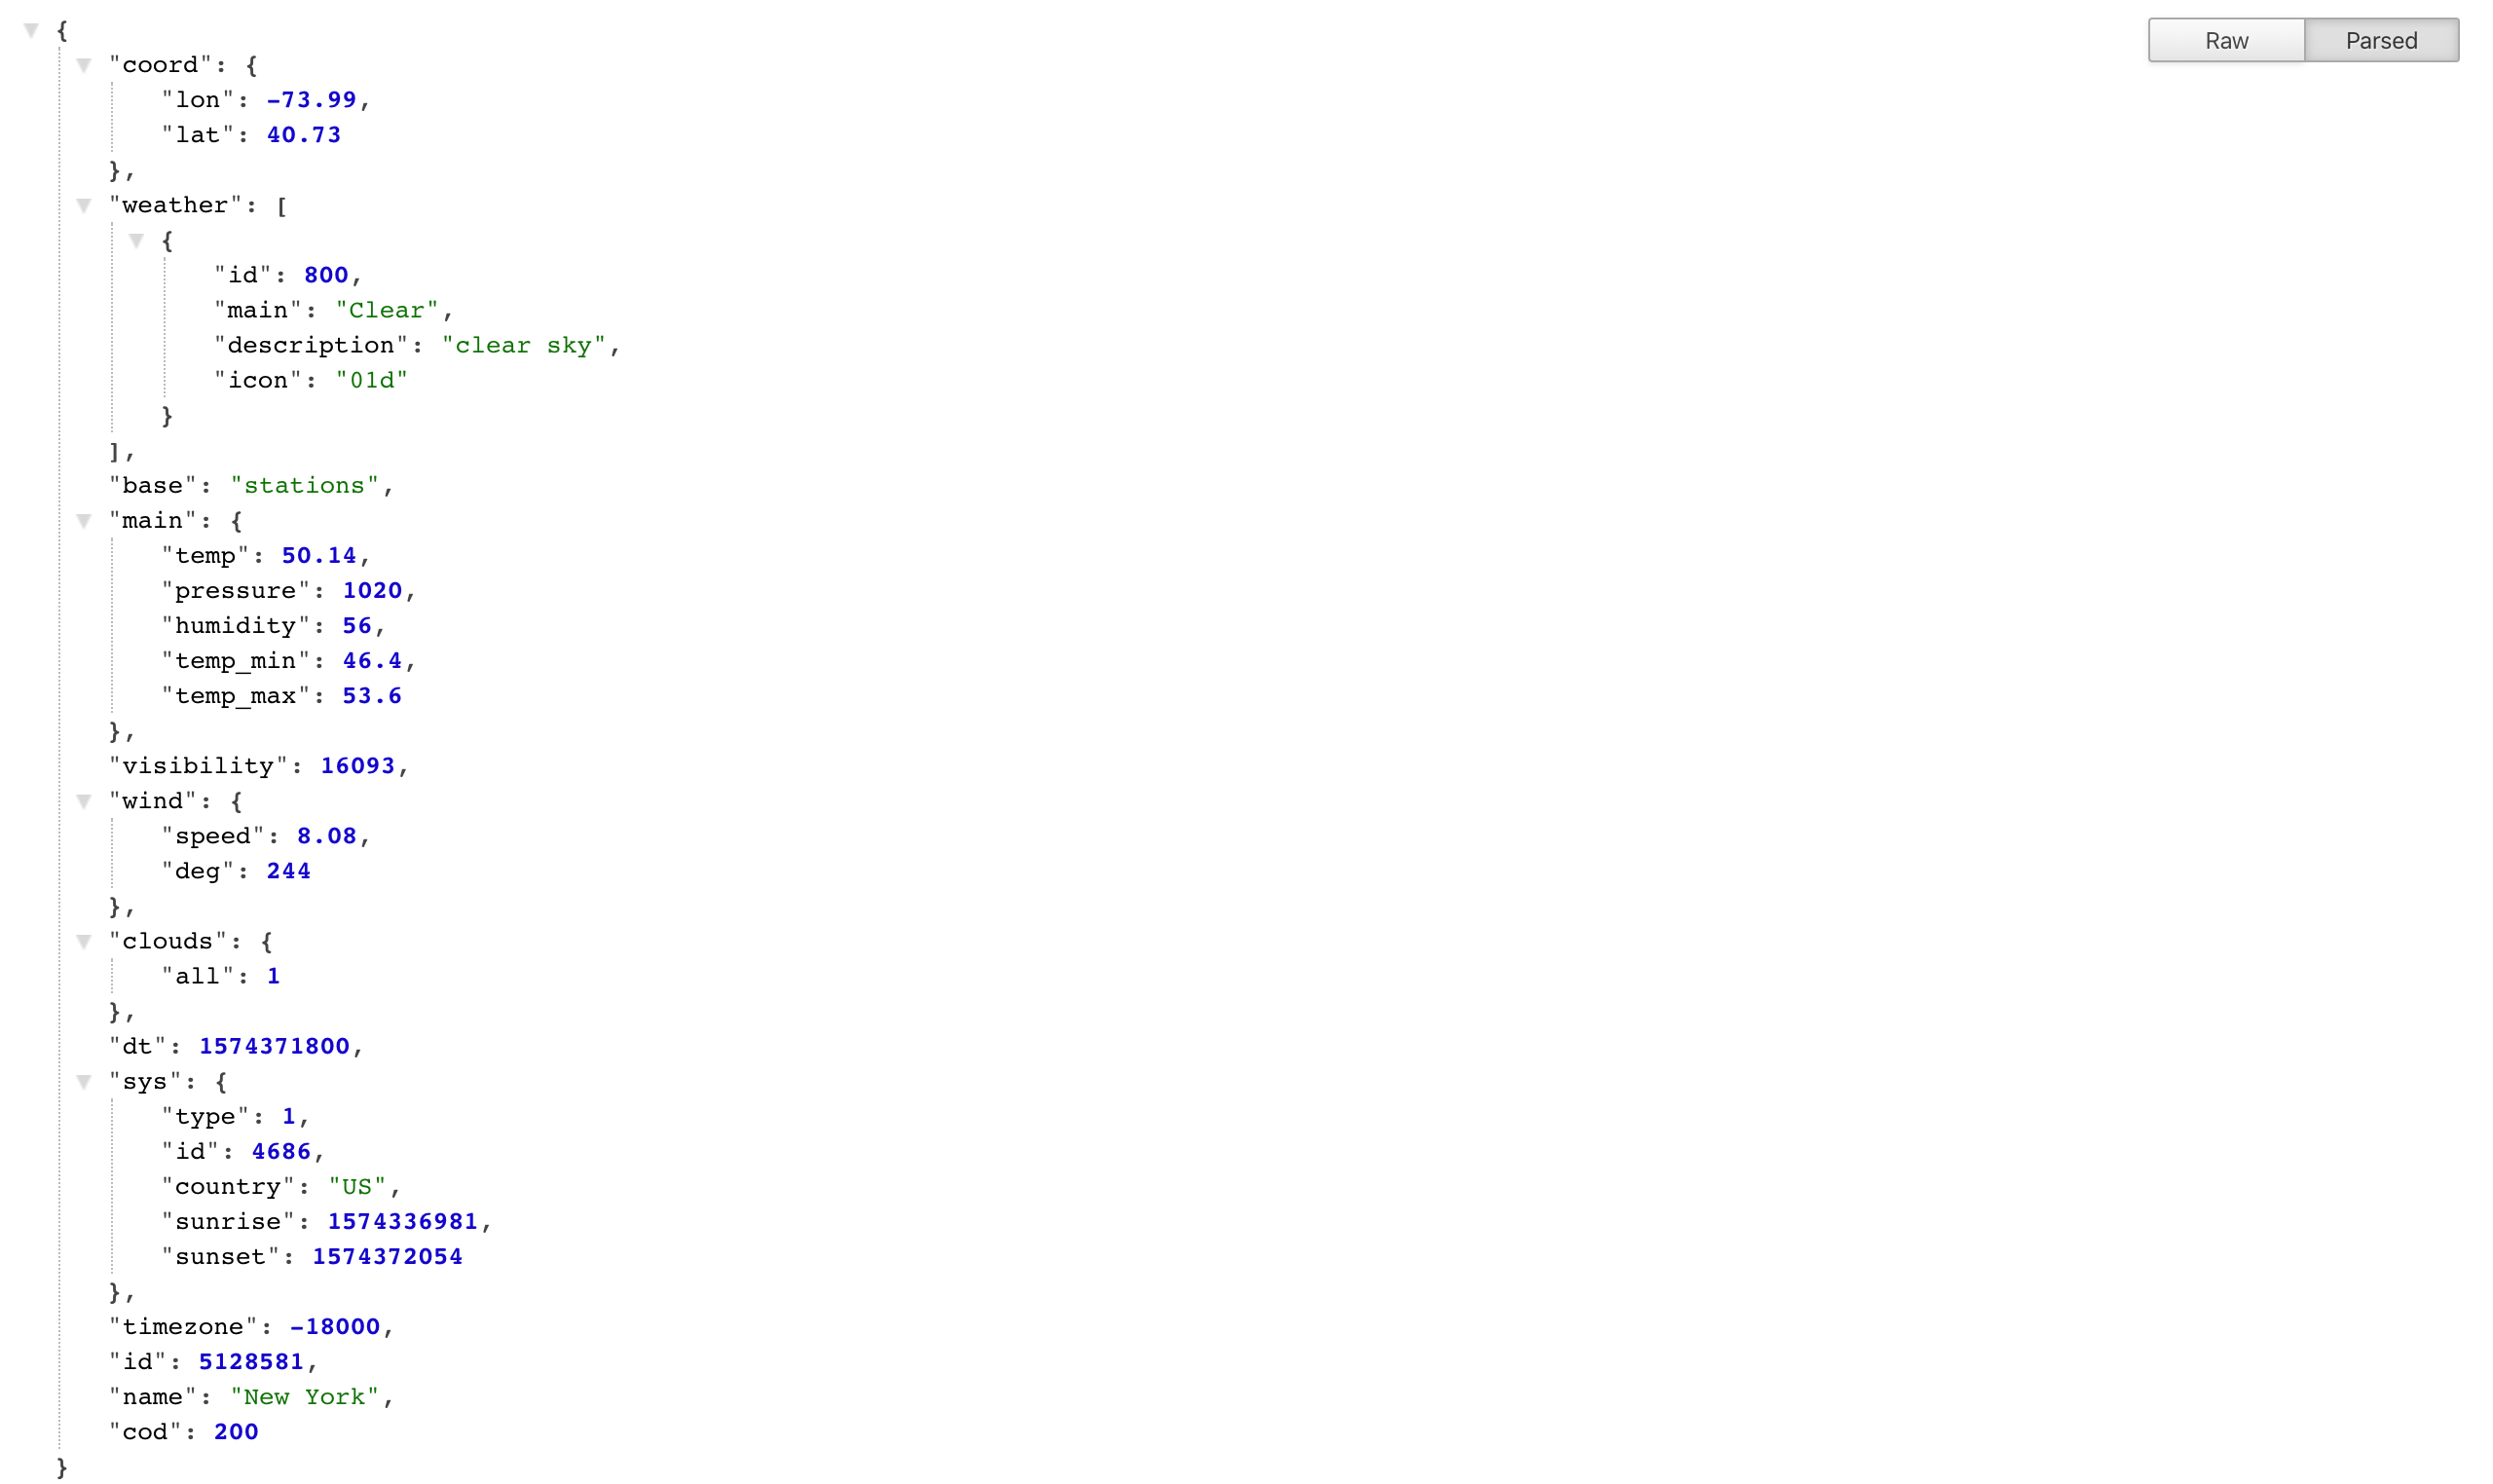 {
Raw Parsed
"coord": {
"lon": -73.99,
"lat": 40.73
},
"weather": [
{
"id": 800,
"main": "Clear",
"description": "clear sky",
"icon": "01d"
}
],
"base": "stations",
"main": {
"temp": 50.14,
"pressure": 1020,
"humidity": 56,
"temp_min": 46.4,
"temp_max": 53.6
},
"visibility": 16093,
"wind": {
"speed": 8.08,
"deg": 244
},
"clouds": {
"all": 1
},
"dt": 1574371800,
"sys": {
"type": 1,
"id": 4686,
"country": "US",
"sunrise": 1574336981,
"sunset": 1574372054
},
"timezone": -18000,
"id": 5128581,
"name": "New York",
"cod": 200
}